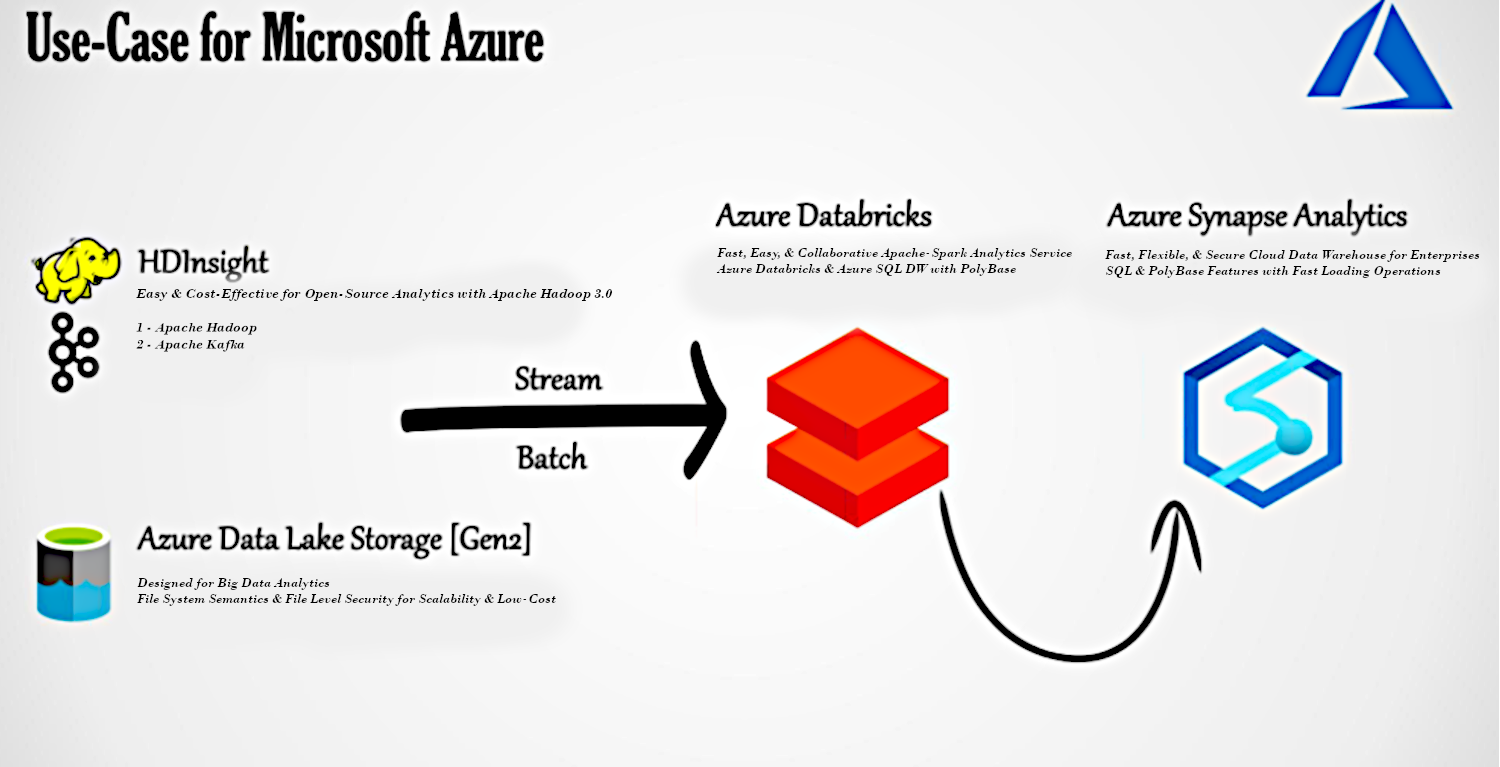 Use-Case for Microsoft Azure
HDInsight
Easy & Cost-Effective for Open-Source Analytics with Apache Hadoop 3.0
1 - Apache Hadoop
2 - Apache Kafka
Stream
Batch
Azure Data Lake Storage [Gen2]
Designed for Big Data Analytics
File System Semantics & File Level Security for Scalability & Low-Cost
Azure Databricks
Fast, Easy, & Collaborative Apache-Spark Analytics Service
Azure Databricks & Azure SQL DW with PolyBase
Azure Synapse Analytics
Fast, Flexible, & Secure Cloud Data Warehouse for Enterprises
SQL & PolyBase Features with Fast Loading Operations